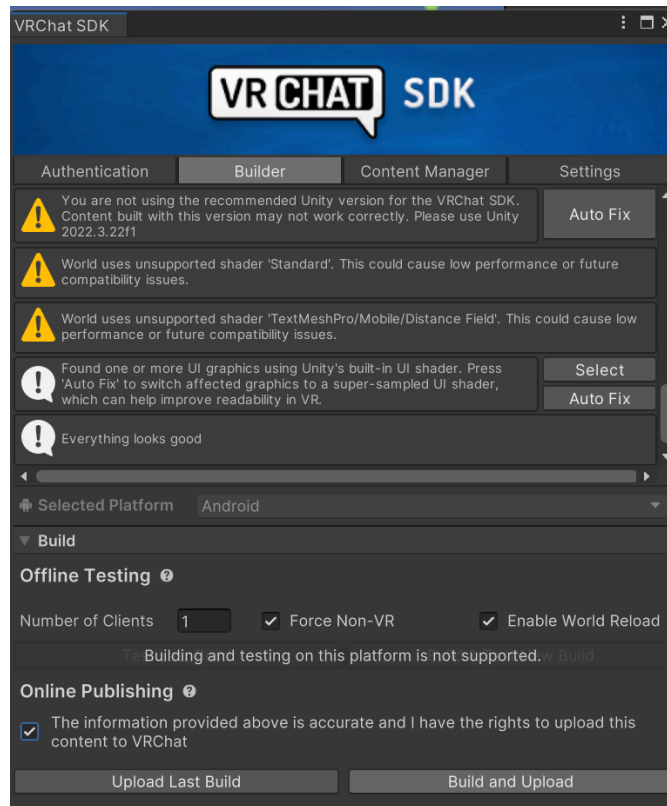 VRChat SDK
VRCHAT SDK
Authentication Builder Content Manager Settings
You are not using the recommended Unity version for the VRChat SDK.
Content built with this version may not work correctly. Please use Unity
2022.3.22f1
Auto Fix
World uses unsupported shader 'Standard'. This could cause low performance or future
compatibility issues.
World uses unsupported shader 'TextMeshPro/Mobile/Distance Field'. This could cause low
performance or future compatibility issues.
Found one or more UI graphics using Unity's built-in UI shader. Press
'Auto Fix' to switch affected graphics to a super-sampled UI shader,
which can help improve readability in VR.
Select
Auto Fix
Everything looks good
Selected Platform Android
Build
Offline Testing
Number of Clients 1 Force Non-VR Enable World Reload
Building and testing on this platform is not supported.
Online Publishing
The information provided above is accurate and I have the rights to upload this
content to VRChat
Upload Last Build Build and Upload